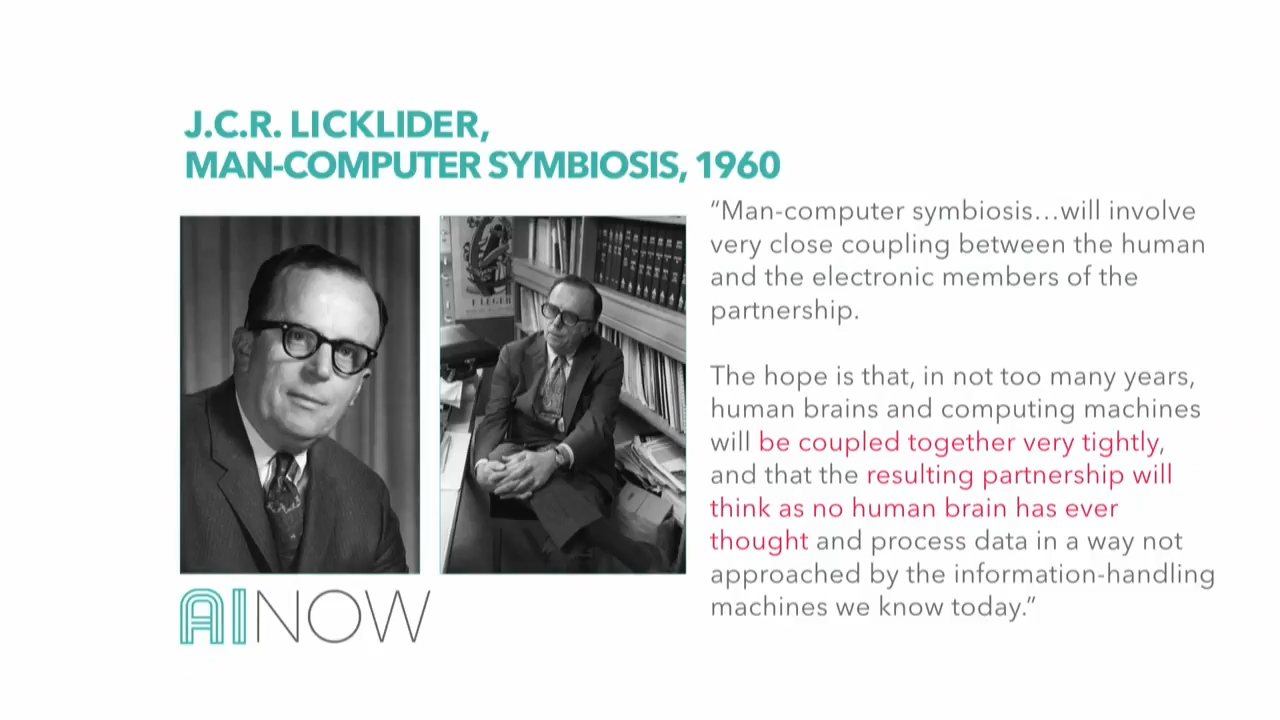 J.C.R. LICKLIDER,
MAN-COMPUTER SYMBIOSIS, 1960
“Man-computer symbiosis…will involve
very close coupling between the human
and the electronic members of the
partnership.
The hope is that, in not too many years,
human brains and computing machines
will be coupled together very tightly,
and that the resulting partnership will
think as no human brain has ever
thought and process data in a way not
approached by the information-handling
machines we know today.”
F. LEGER
AINOW